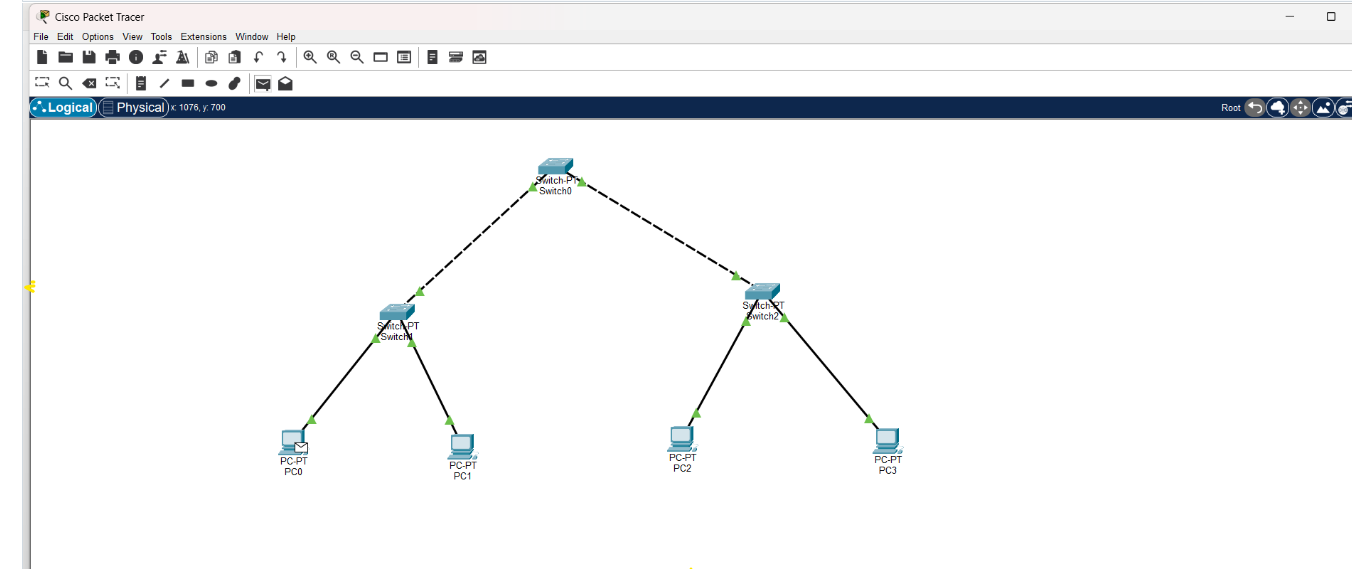 Cisco Packet Tracer
File Edit Options View Tools Extensions Window Help
Logical Physical x: 1076, y: 700 Root
Switch-PT
Switch0
Switch-PT
Switch1
Switch-PT
Switch2
PC-PT
PC0
PC-PT
PC1
PC-PT
PC2
PC-PT
PC3